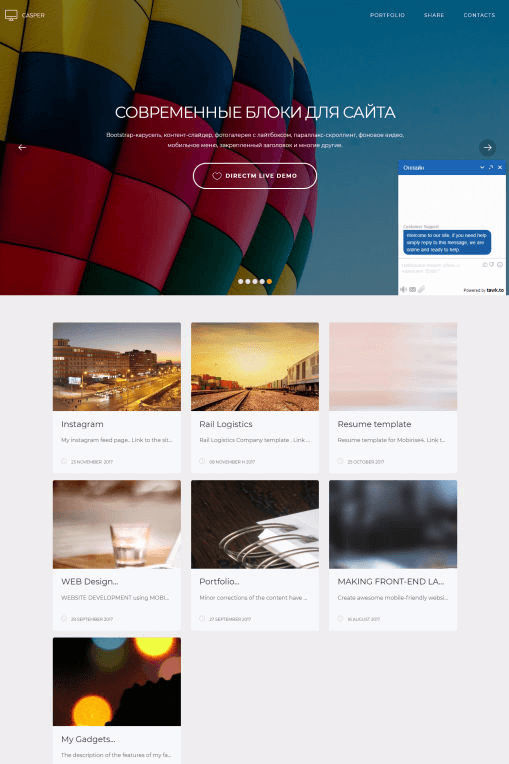 CASPER
PORTFOLIO SHARE CONTACTS
СОВРЕМЕННЫЕ БЛОКИ ДЛЯ САЙТА
Bootstrap-карусель, контент-слайдер, фотогалерея с лайтбоксом, параллакс-скроллинг, фоновое видео,
мобильное меню, закрепленный заголовок и многие другие.
DIRECTM LIVE DEMO
Онлайн
Customer Support
Welcome to our site, if you need help
simply reply to this message, we are
online and ready to help.
Powered by tawk.to
Instagram
My instagram feed page.. Link to the sit...
23 NOVEMBER 2017
Rail Logistics
Rail Logistics Company template . Link ...
09 NOVEMBER H 2017
Resume template
Resume template for Mobirise4. Link t...
25 OCTOBER 2017
WEB Design...
WEBSITE DEVELOPMENT using MOBI...
29 SEPTEMBER 2017
Portfolio...
Minor corrections of the content have ...
27 SEPTEMBER 2017
MAKING FRONT-END LA...
Create awesome mobile-friendly websi...
16 AUGUST 2017
My Gadgets...
The description of the features of my fa...